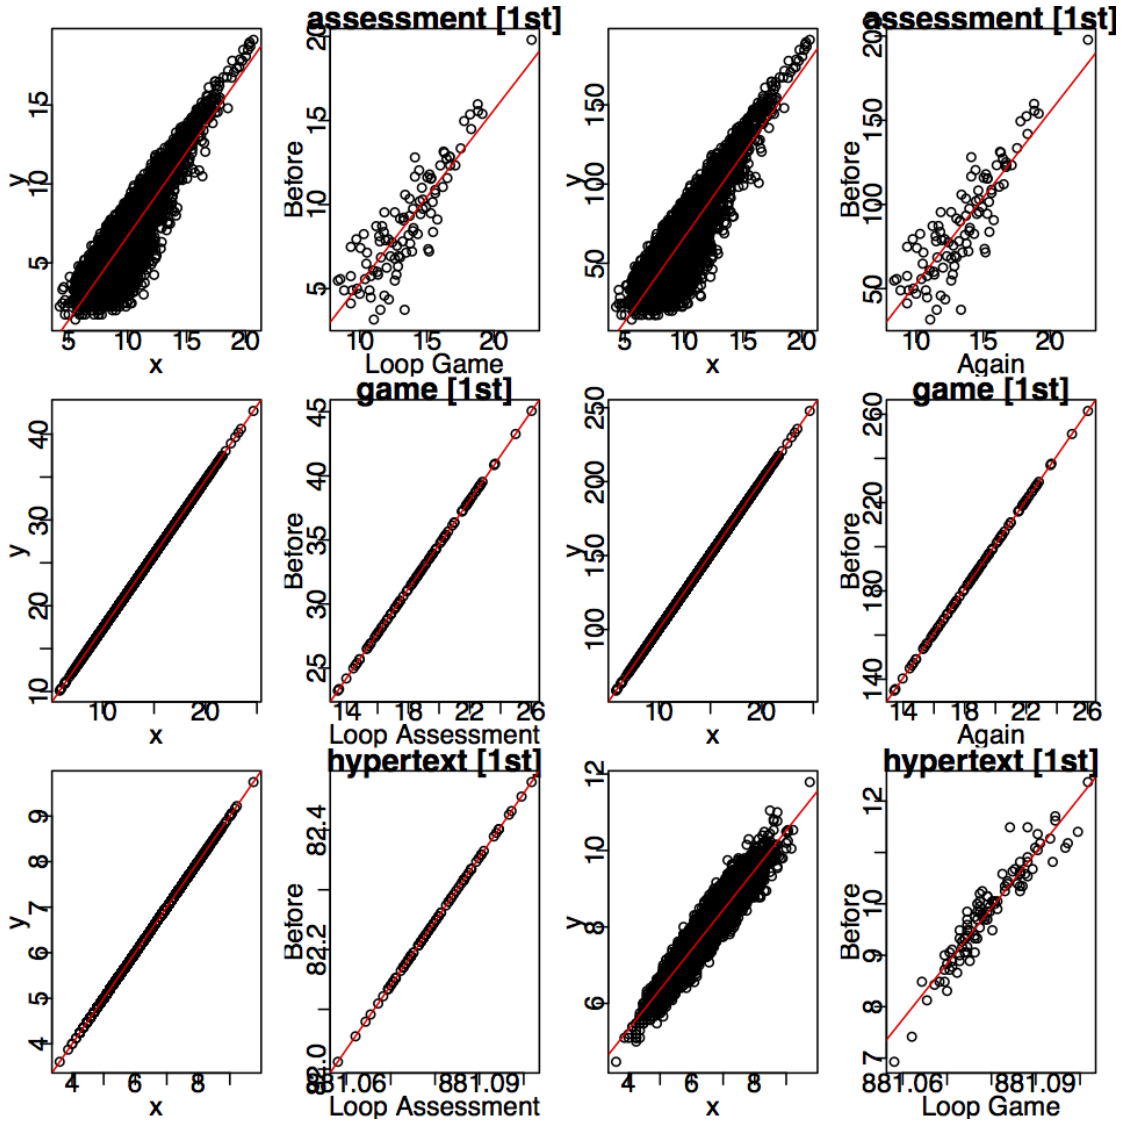 assessment [1st] assessment [1st]
15 20 150 200
10 15 100 150
5 10 50 100
5 50
y Before y Before
5 10 15 20 10 15 20 5 10 15 20 10 15 20
x Loop Game x Again
game [1st] game [1st]
40 45 250 260
30 40 200 220
20 35 150 180
10 30 100 140
25
y Before y Before
10 20 14 18 22 26 10 20 14 18 22 26
x Loop Assessment x Again
hypertext [1st] hypertext [1st]
9 82.4 12 12
8 82.2 10 10
7 82.0 8 9
6 6 8
5 7
4
y Before y Before
4 6 8 881.06 881.09 4 6 8 881.06 881.09
x Loop Assessment x Loop Game